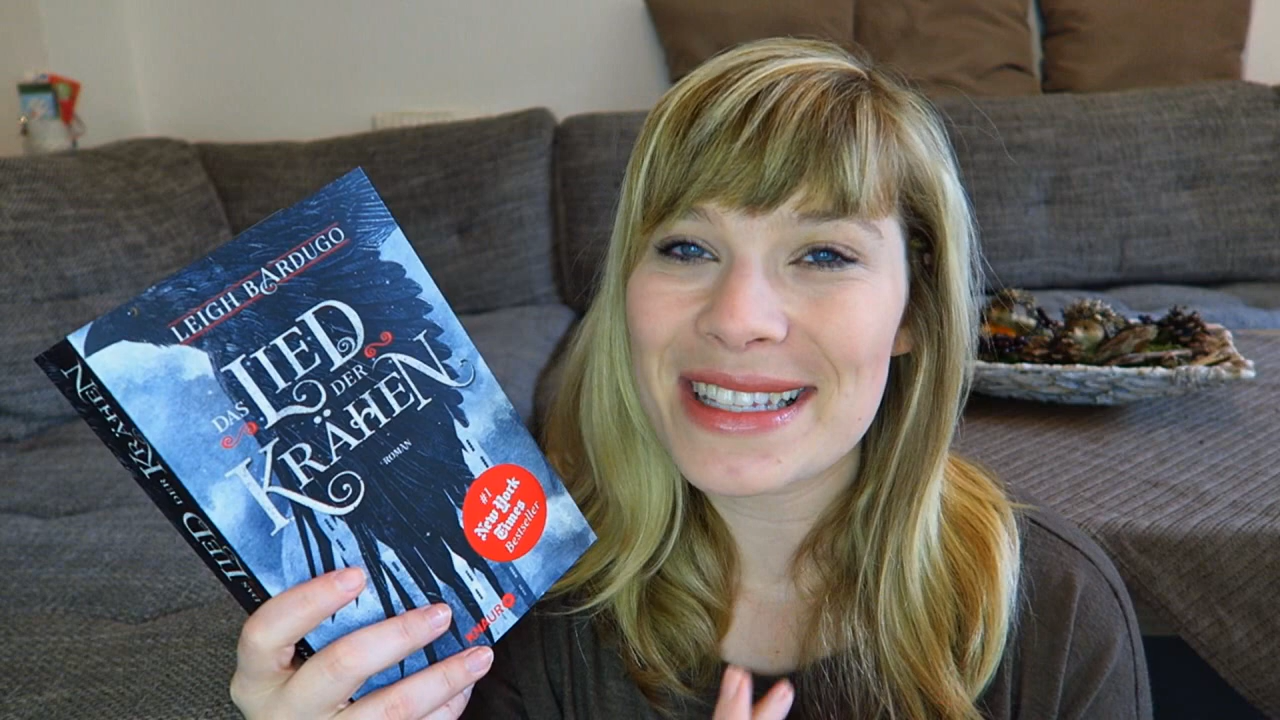 LEIGH BARDUGO
DAS LIED
DER
KRÄHEN
ROMAN
#1
New York
Times
Bestseller
KNAUR
DAS LIED DER KRÄHEN